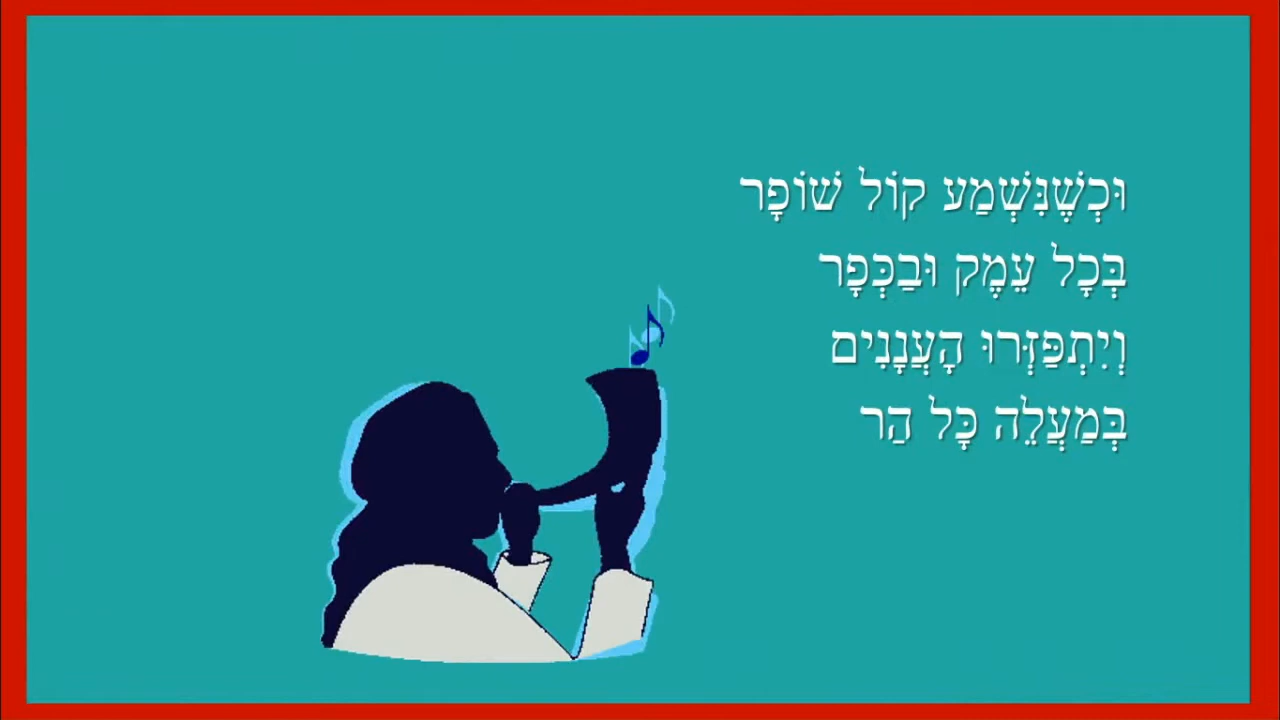 וּכְשֶׁנִּשְׁמַע קוֹל שׁוֹפָר
בְּכָל עֵמֶק וּבַכְּפָר
וְיִתְפַּזְּרוּ הָעֲנָנִים
בְּמַעֲלֵה כָּל הַר